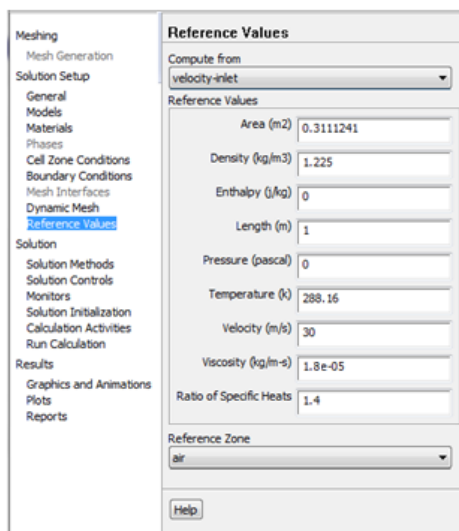 Meshing
Mesh Generation
Solution Setup
General
Models
Materials
Phases
Cell Zone Conditions
Boundary Conditions
Mesh Interfaces
Dynamic Mesh
Reference Values
Solution
Solution Methods
Solution Controls
Monitors
Solution Initialization
Calculation Activities
Run Calculation
Results
Graphics and Animations
Plots
Reports
Reference Values
Compute from
velocity-inlet
Reference Values
Area (m2) 0.3111241
Density (kg/m3) 1.225
Enthalpy (j/kg) 0
Length (m) 1
Pressure (pascal) 0
Temperature (k) 288.16
Velocity (m/s) 30
Viscosity (kg/m-s) 1.8e-05
Ratio of Specific Heats 1.4
Reference Zone
air
Help